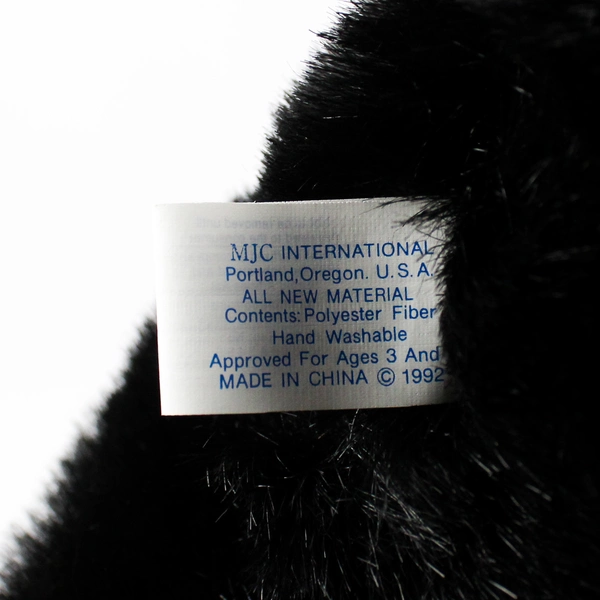 MJC INTERNATIONAL
Portland,Oregon. U.S.A.
ALL NEW MATERIAL
Contents:Polyester Fiber
Hand Washable
Approved For Ages 3 And
MADE IN CHINA © 1992